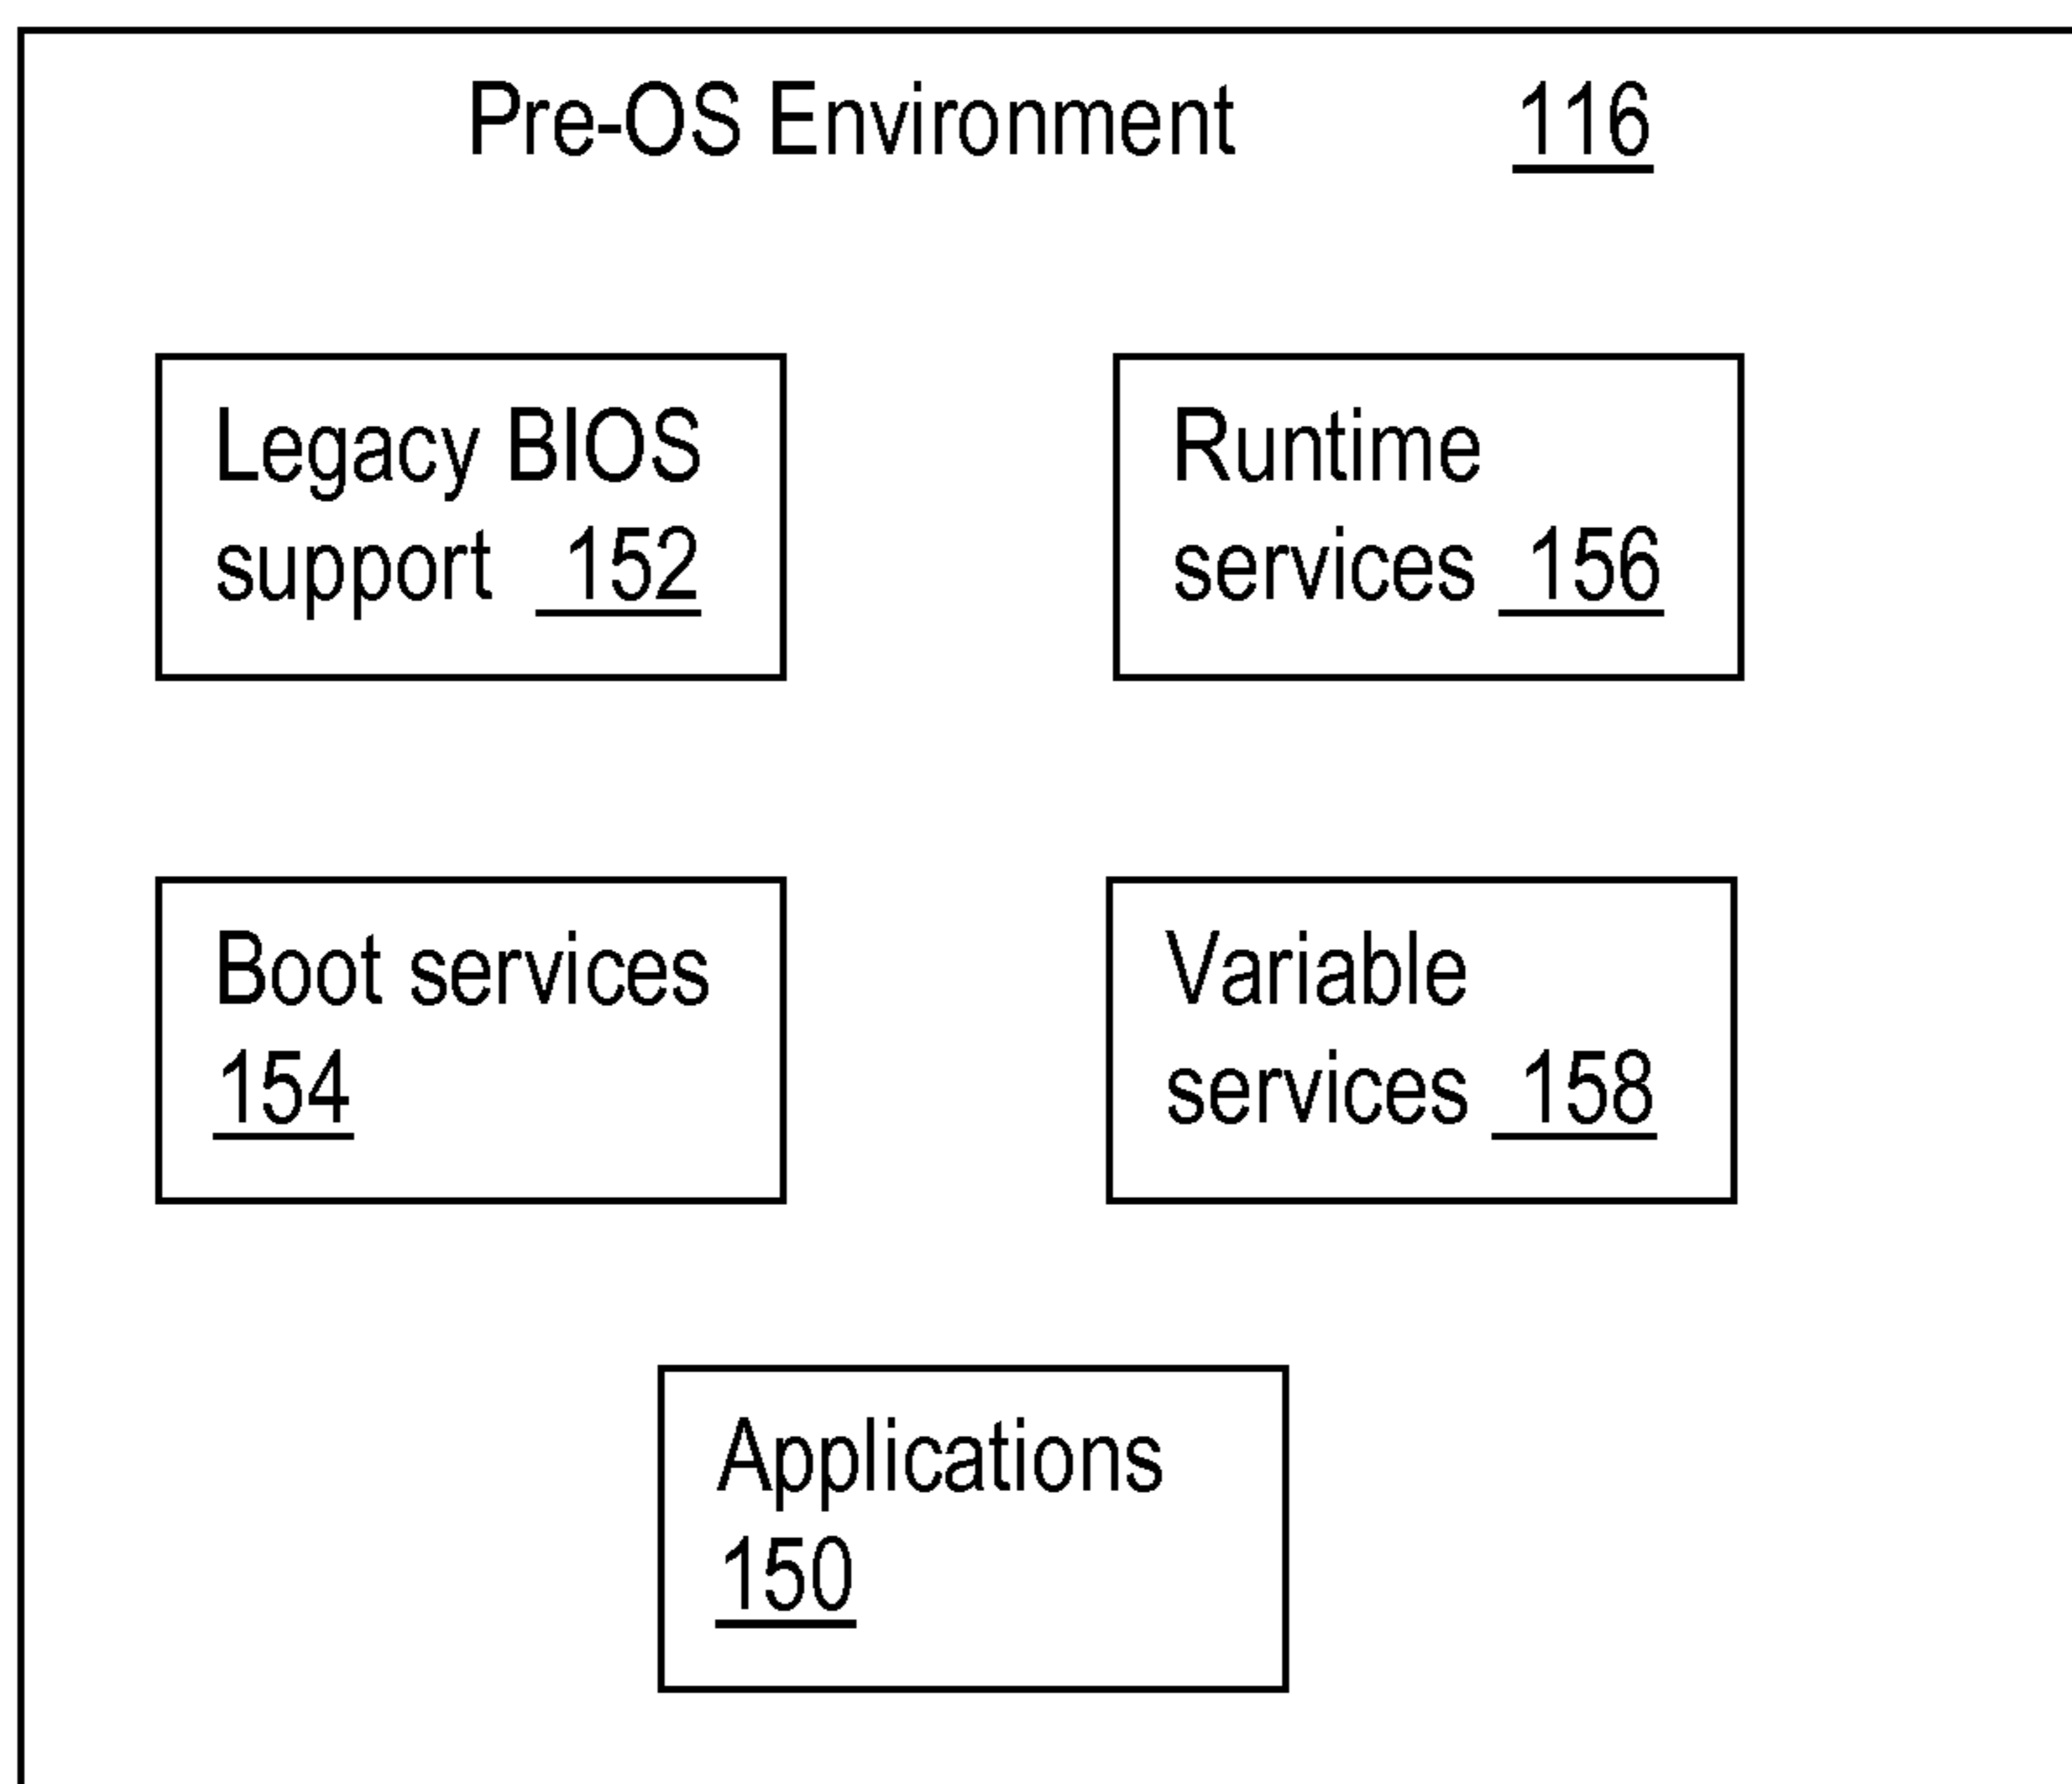 Pre-OS Environment 116
Legacy BIOS
support 152
Runtime
services 156
Boot services
154
Variable
services 158
Applications
150